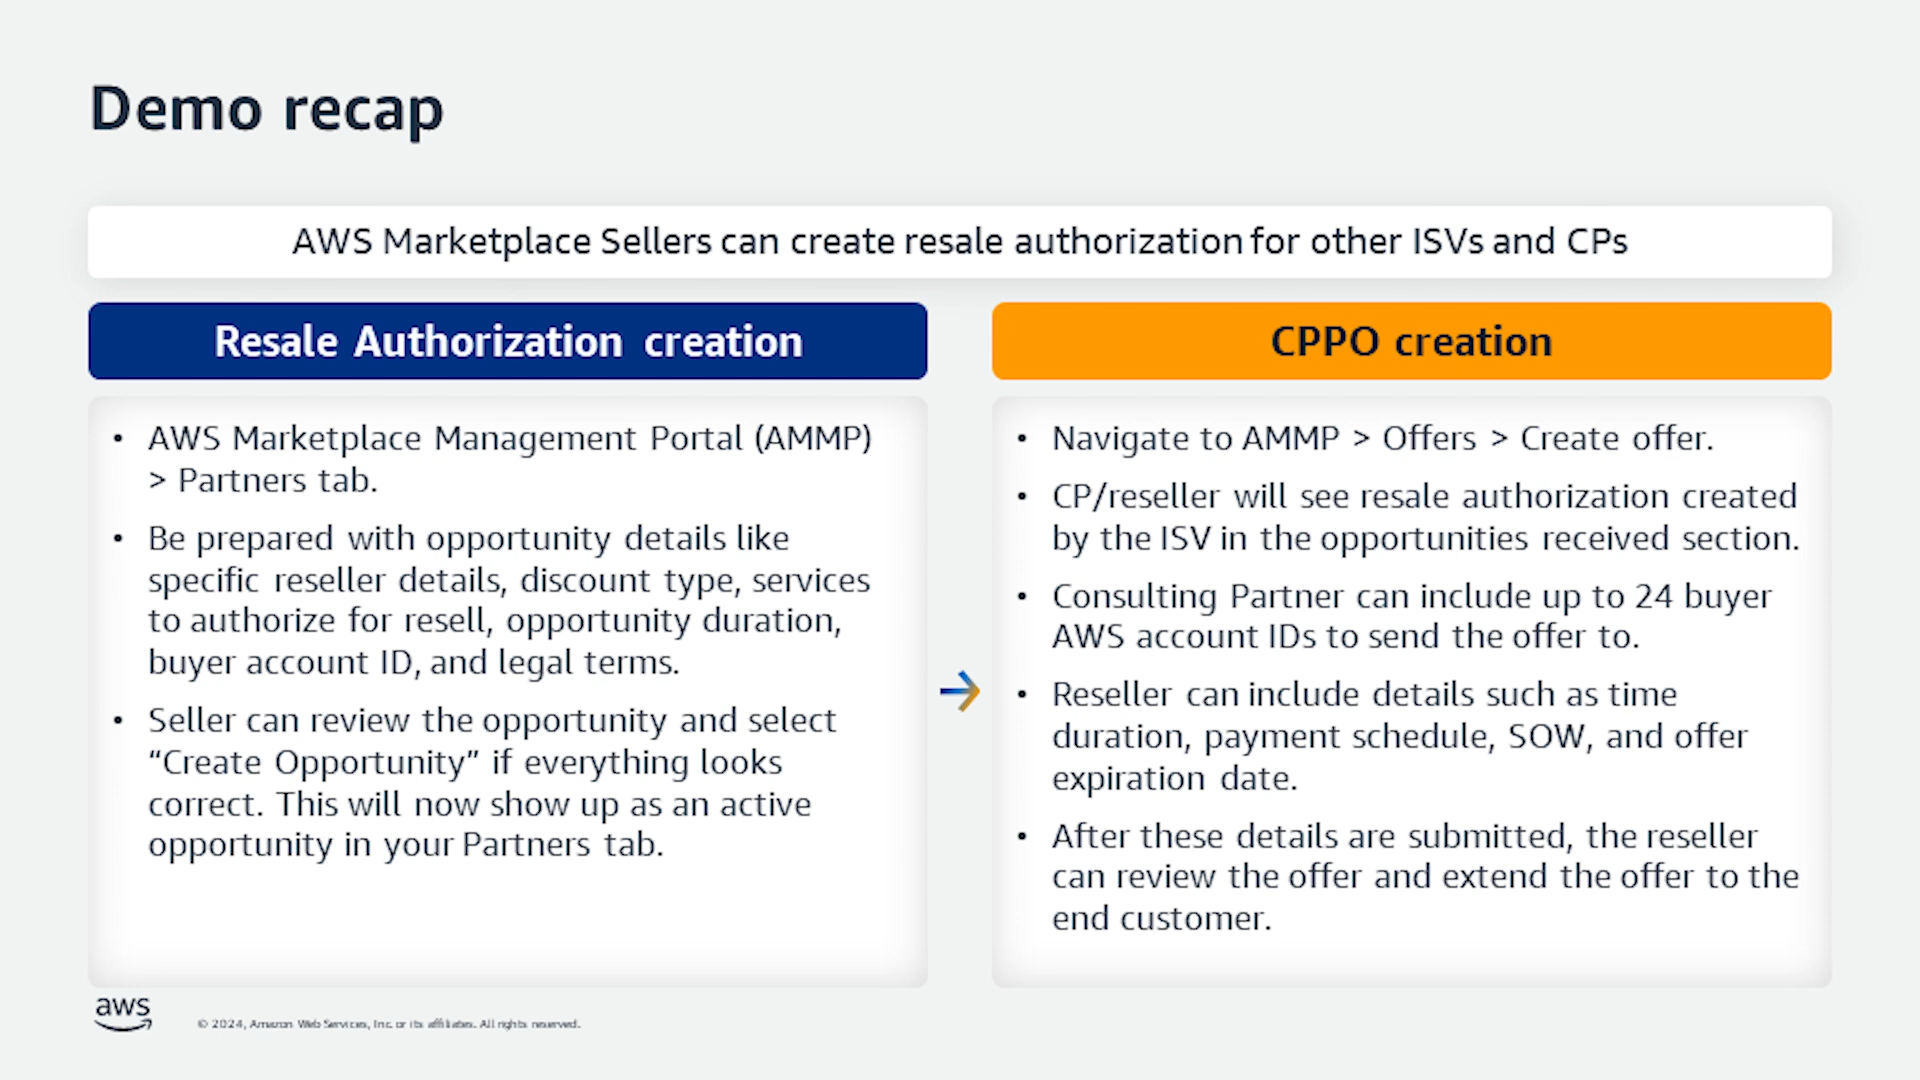 Demo recap
AWS Marketplace Sellers can create resale authorization for other ISVs and CPs
Resale Authorization creation
• AWS Marketplace Management Portal (AMMP)
> Partners tab.
• Be prepared with opportunity details like
specific reseller details, discount type, services
to authorize for resell, opportunity duration,
buyer account ID, and legal terms.
• Seller can review the opportunity and select
“Create Opportunity” if everything looks
correct. This will now show up as an active
opportunity in your Partners tab.
CPPO creation
• Navigate to AMMP > Offers > Create offer.
• CP/reseller will see resale authorization created
by the ISV in the opportunities received section.
• Consulting Partner can include up to 24 buyer
AWS account IDs to send the offer to.
• Reseller can include details such as time
duration, payment schedule, SOW, and offer
expiration date.
• After these details are submitted, the reseller
can review the offer and extend the offer to the
end customer.
aws
© 2024, Amazon Web Services, Inc. or its affiliates. All rights reserved.